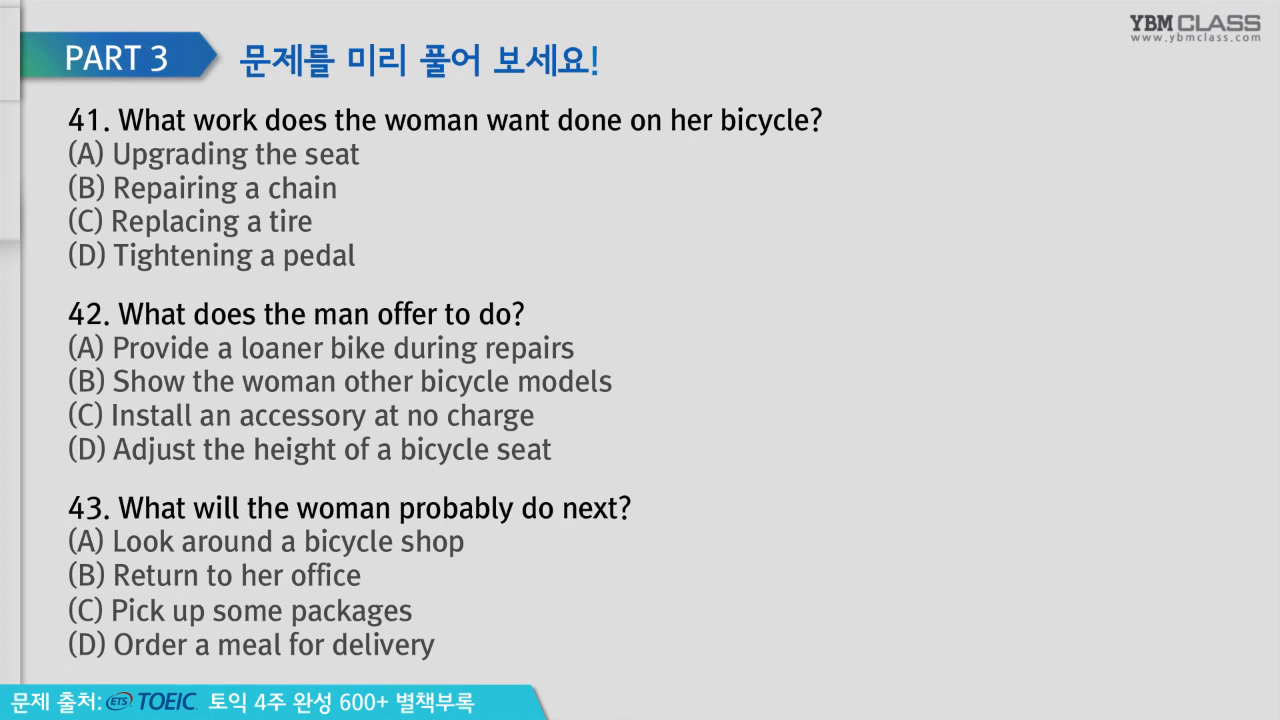 YBM CLASS
www.ybmclass.com
PART 3 문제를 미리 풀어 보세요!
41. What work does the woman want done on her bicycle?
(A) Upgrading the seat
(B) Repairing a chain
(C) Replacing a tire
(D) Tightening a pedal
42. What does the man offer to do?
(A) Provide a loaner bike during repairs
(B) Show the woman other bicycle models
(C) Install an accessory at no charge
(D) Adjust the height of a bicycle seat
43. What will the woman probably do next?
(A) Look around a bicycle shop
(B) Return to her office
(C) Pick up some packages
(D) Order a meal for delivery
문제 출처: ETS TOEIC 토익 4주 완성 600+ 별책부록